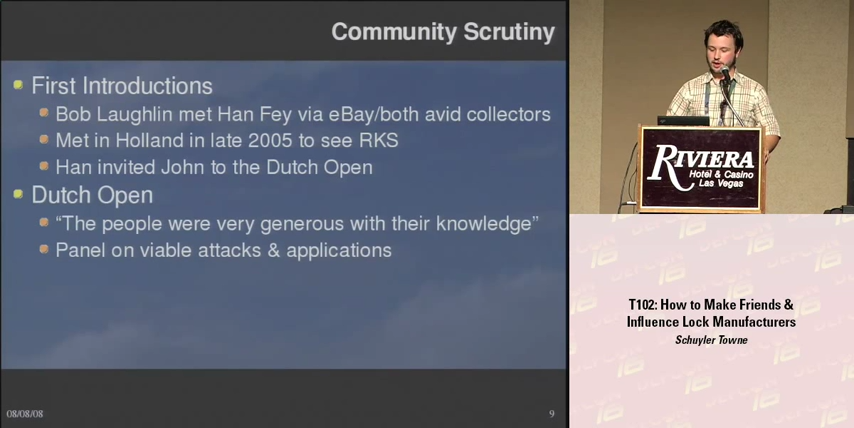 Community Scrutiny
First Introductions
Bob Laughlin met Han Fey via eBay/both avid collectors
Met in Holland in late 2005 to see RKS
Han invited John to the Dutch Open
Dutch Open
“The people were very generous with their knowledge”
Panel on viable attacks & applications
08/08/08
9
RIVIERA
Hotel & Casino
Las Vegas
T102: How to Make Friends &
Influence Lock Manufacturers
Schuyler Towne